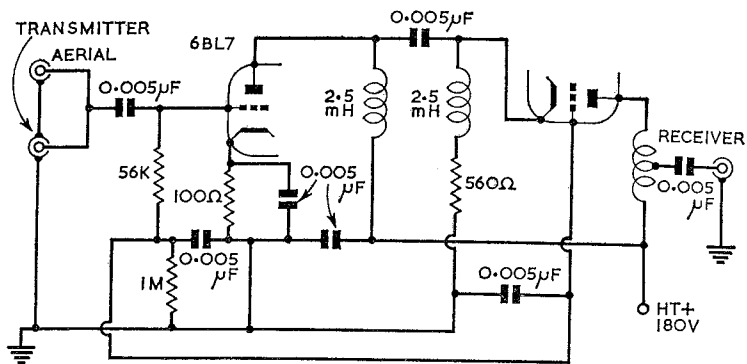 TRANSMITTER
AERIAL
0.005µF
6BL7
0.005µF
2.5
mH
2.5
mH
RECEIVER
0.005
µF
56K
100Ω
0.005
µF
560Ω
0.005
µF
1M
0.005µF
HT+
180V